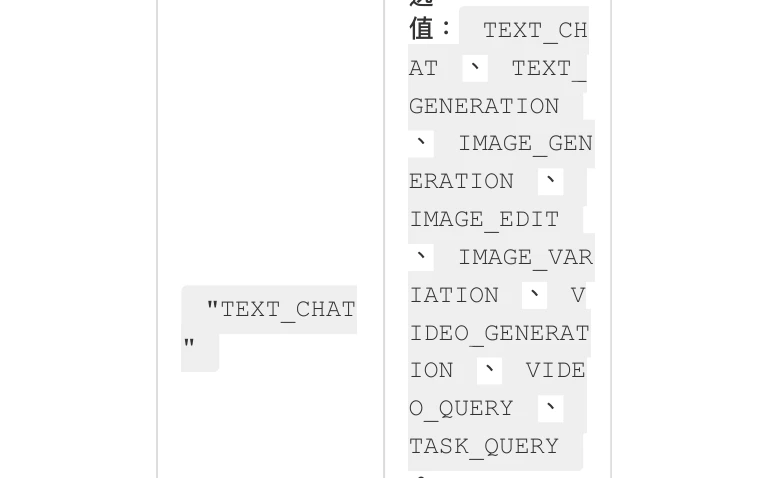 "TEXT_CHAT
"
值： TEXT_CH
AT 、 TEXT_
GENERATION
、 IMAGE_GEN
ERATION 、
IMAGE_EDIT
、 IMAGE_VAR
IATION 、 V
IDEO_GENERAT
ION 、 VIDE
O_QUERY 、
TASK_QUERY